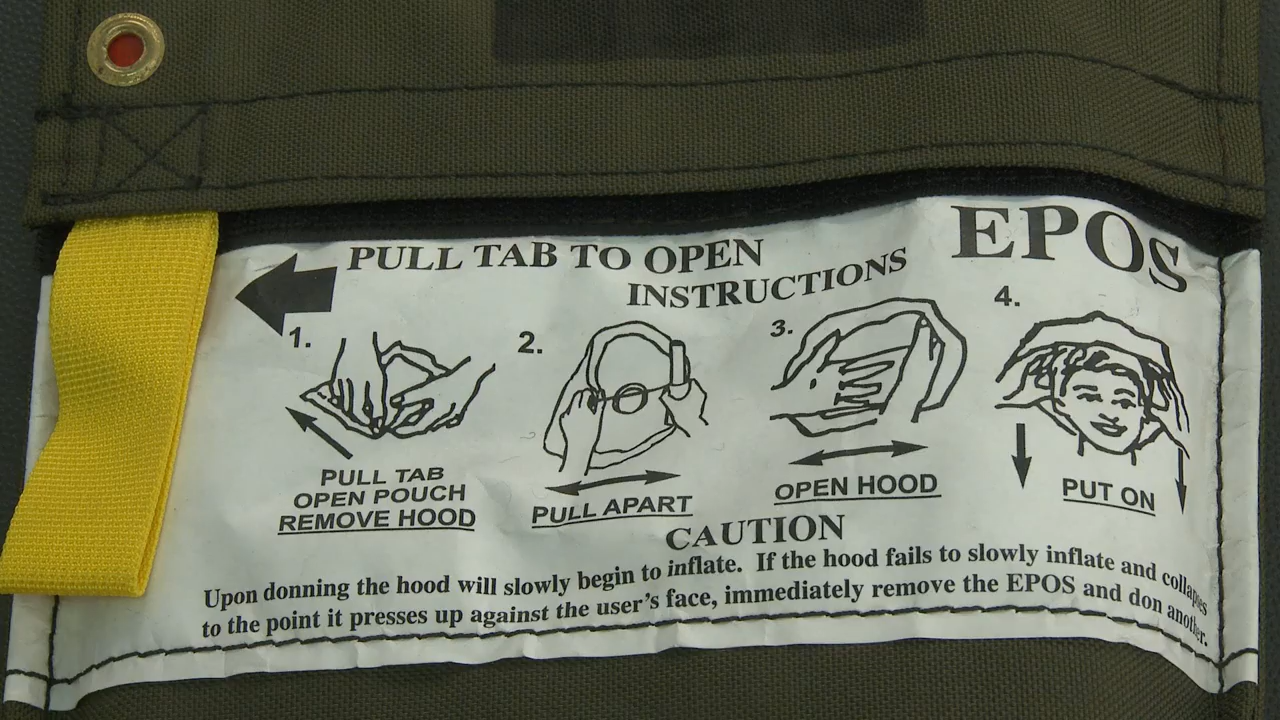 EPOS
PULL TAB TO OPEN
INSTRUCTIONS
1.
PULL TAB
OPEN POUCH
REMOVE HOOD
2.
PULL APART
3.
OPEN HOOD
4.
PUT ON
CAUTION
Upon donning the hood will slowly begin to inflate. If the hood fails to slowly inflate and collapes
to the point it presses up against the user's face, immediately remove the EPOS and don another.